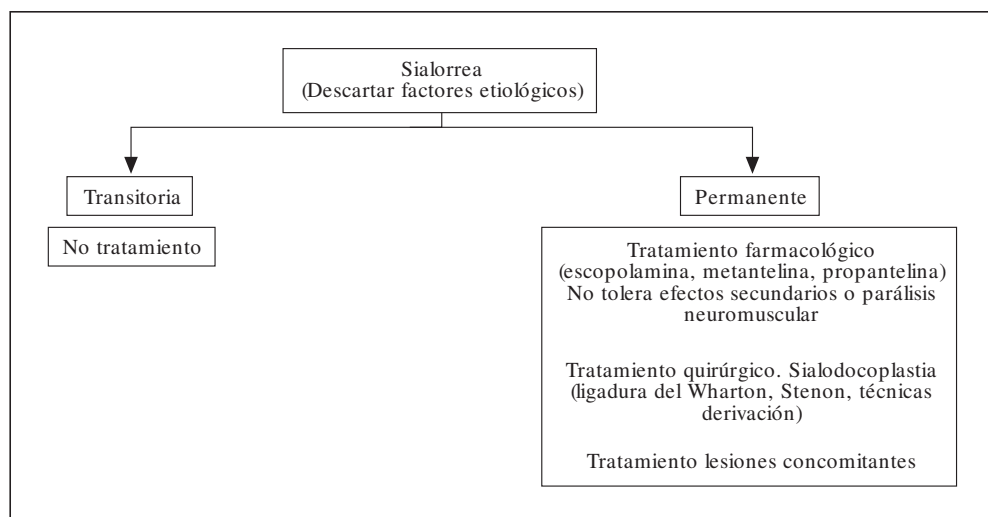 Sialorrea
(Descartar factores etiológicos)
Transitoria
No tratamiento
Permanente
Tratamiento farmacológico
(escopolamina, metantelina, propantelina)
No tolera efectos secundarios o parálisis
neuromuscular
Tratamiento quirúrgico. Sialodocoplastia
(ligadura del Wharton, Stenon, técnicas
derivación)
Tratamiento lesiones concomitantes